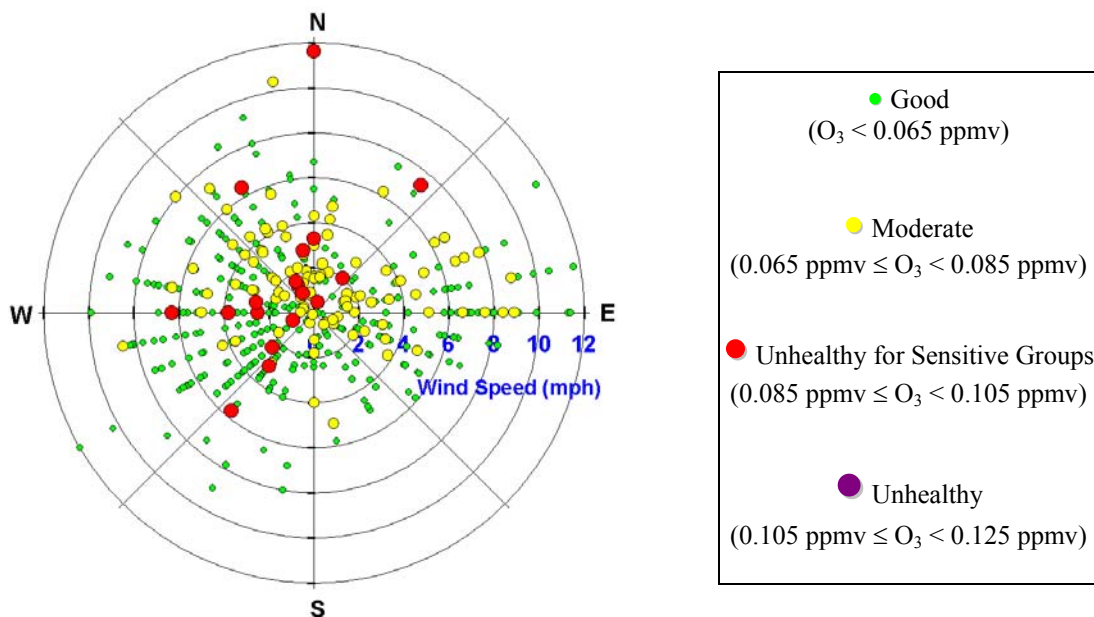 N
W
E
0 2 4 6 8 10 12
Wind Speed (mph)
S
Good
(O₃ < 0.065 ppmv)
Moderate
(0.065 ppmv ≤ O₃ < 0.085 ppmv)
Unhealthy for Sensitive Groups
(0.085 ppmv ≤ O₃ < 0.105 ppmv)
Unhealthy
(0.105 ppmv ≤ O₃ < 0.125 ppmv)